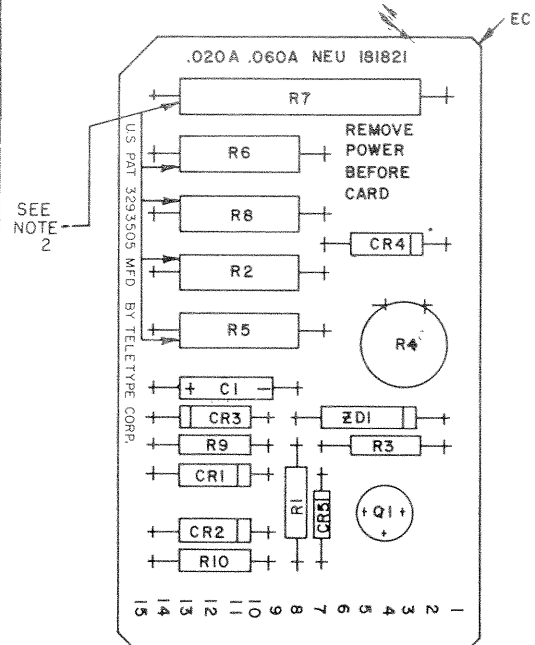 EC
.020A .060A NEU 181821
R7
U.S. PAT 3293505 MFD BY TELETYPE CORP.
R6
REMOVE
POWER
BEFORE
CARD
SEE
NOTE
2
R8
CR4
R2
R5
R4
+ C1 -
CR3
ZD1
R9
R3
CR1
R1
CR5
+ Q1 +
+
CR2
R10
15 14 13 12 11 10 9 8 7 6 5 4 3 2 1